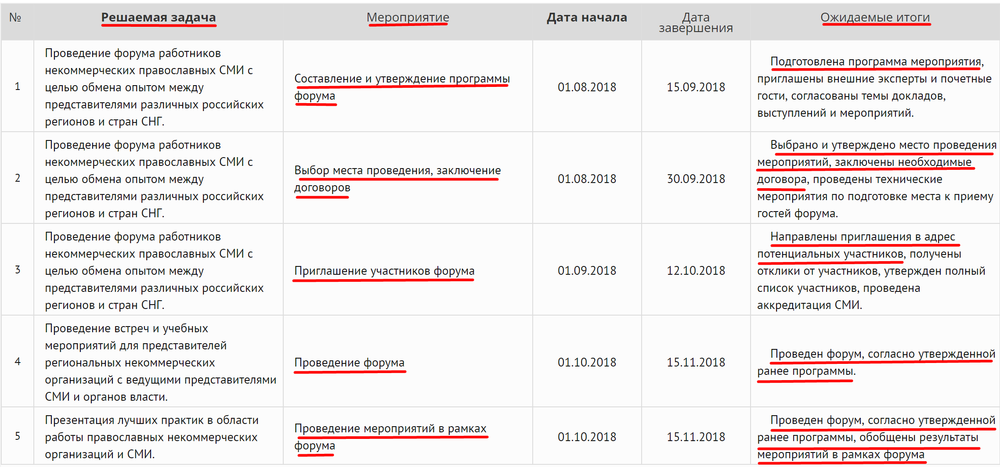 №
Решаемая задача
Мероприятие
Дата начала
Дата
завершения
Ожидаемые итоги
1
Проведение форума работников
некоммерческих православных СМИ с
целью обмена опытом между
представителями различных российских
регионов и стран СНГ.
Составление и утверждение программы
форума
01.08.2018
15.09.2018
Подготовлена программа мероприятия,
приглашены внешние эксперты и почетные
гости, согласованы темы докладов,
выступлений и мероприятий.
2
Проведение форума работников
некоммерческих православных СМИ с
целью обмена опытом между
представителями различных российских
регионов и стран СНГ.
Выбор места проведения, заключение
договоров
01.08.2018
30.09.2018
Выбрано и утверждено место проведения
мероприятий, заключены необходимые
договора, проведены технические
мероприятия по подготовке места к приему
гостей форума.
3
Проведение форума работников
некоммерческих православных СМИ с
целью обмена опытом между
представителями различных российских
регионов и стран СНГ.
Приглашение участников форума
01.09.2018
12.10.2018
Направлены приглашения в адрес
потенциальных участников, получены
отклики от участников, утвержден полный
список участников, проведена
аккредитация СМИ.
4
Проведение встреч и учебных
мероприятий для представителей
региональных некоммерческих
организаций с ведущими представителями
СМИ и органов власти.
Проведение форума
01.10.2018
15.11.2018
Проведен форум, согласно утвержденной
ранее программы.
5
Презентация лучших практик в области
работы православных некоммерческих
организаций и СМИ.
Проведение мероприятий в рамках
форума
01.10.2018
15.11.2018
Проведен форум, согласно утвержденной
ранее программы, обобщены результаты
мероприятий в рамках форума